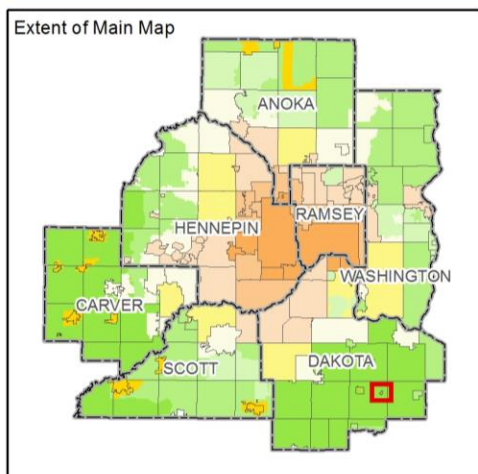 Extent of Main Map
ANOKA
HENNEPIN
RAMSEY
WASHINGTON
CARVER
SCOTT
DAKOTA